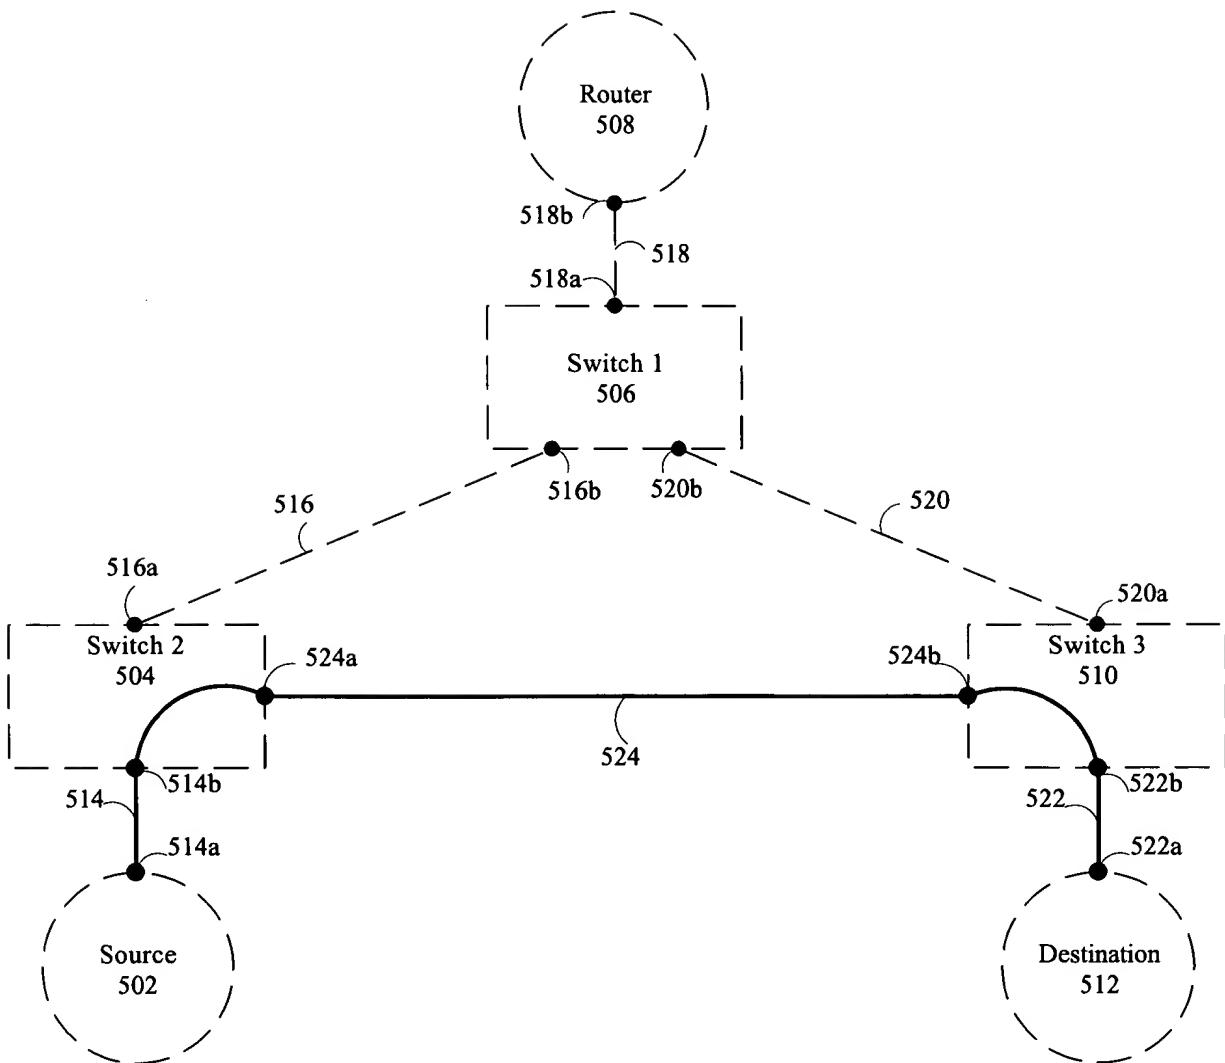 Router
508
518b
518
518a
Switch 1
506
516b
520b
516
520
516a
520a
Switch 2
504
Switch 3
510
524a
524b
524
514b
522b
514
522
514a
522a
Source
502
Destination
512